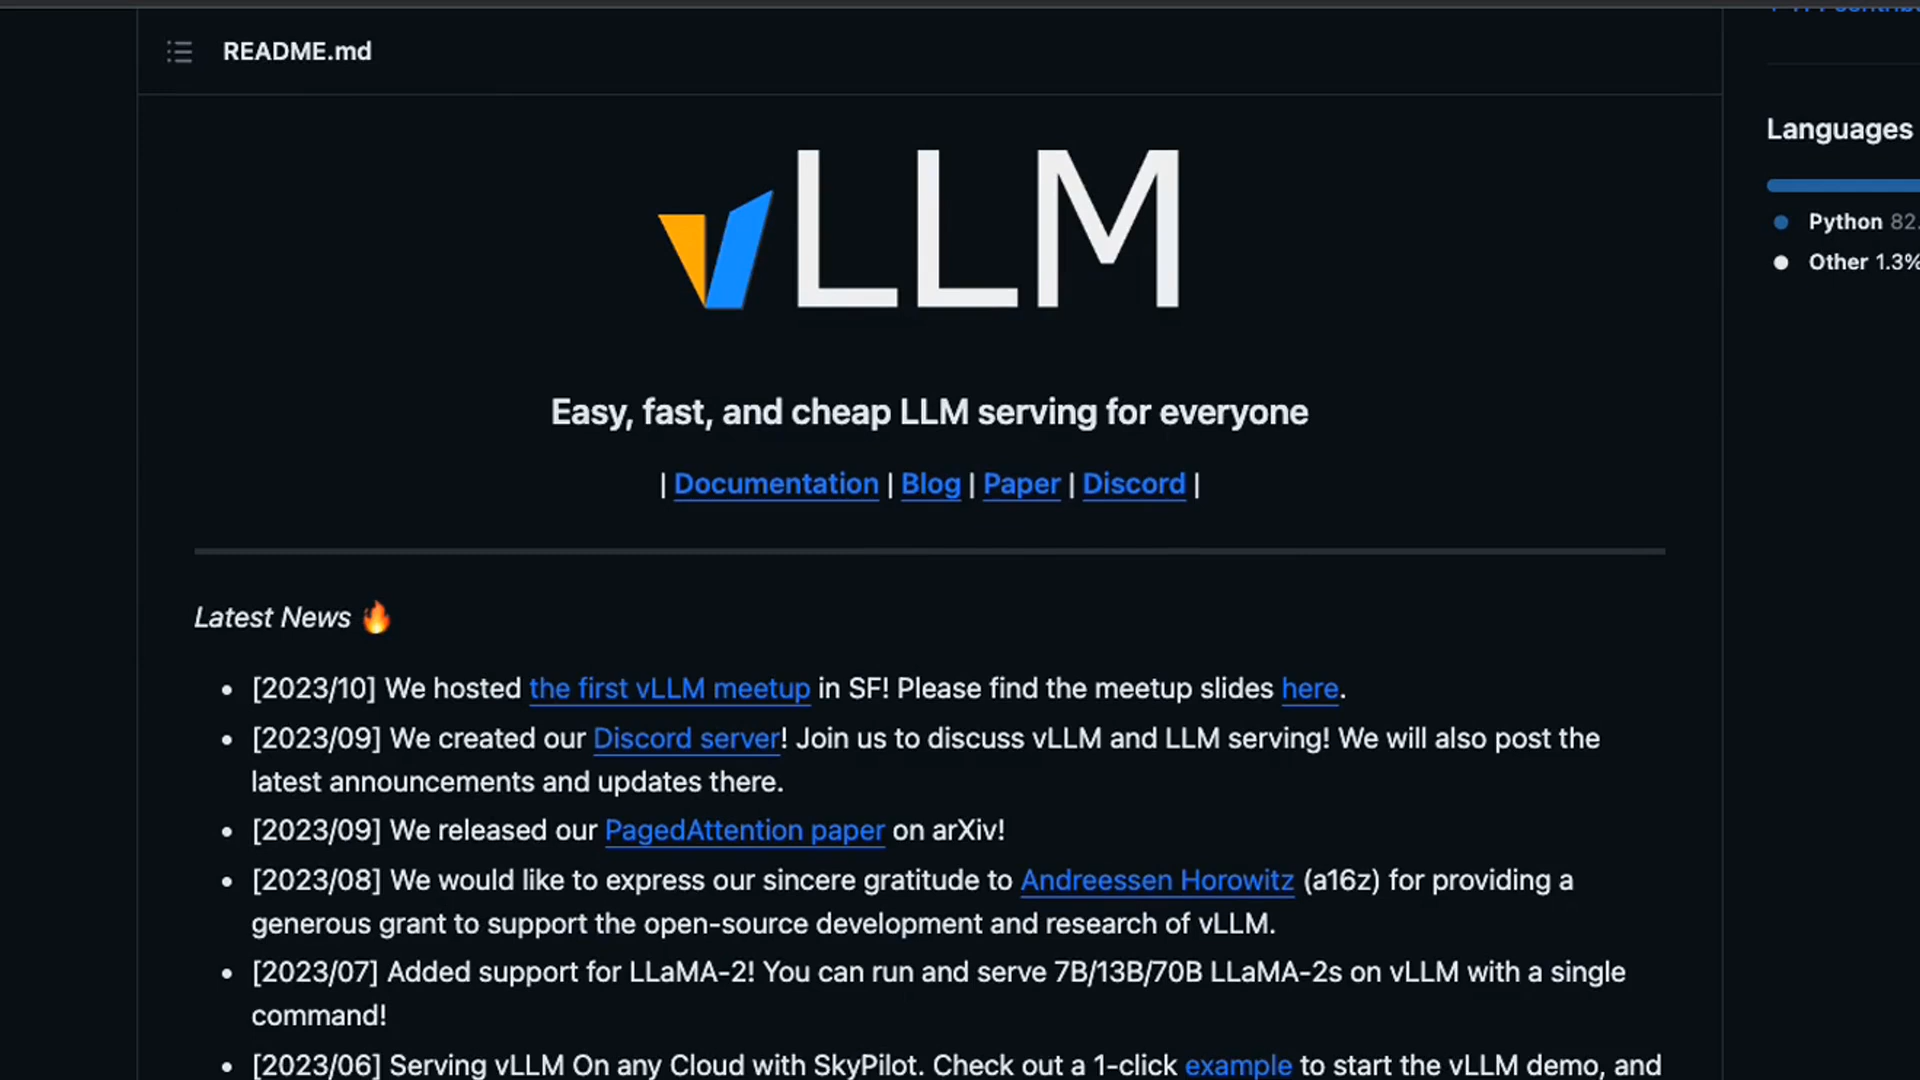 README.md
vLLM
Easy, fast, and cheap LLM serving for everyone
| Documentation | Blog | Paper | Discord |
Latest News 🔥
• [2023/10] We hosted the first vLLM meetup in SF! Please find the meetup slides here.
• [2023/09] We created our Discord server! Join us to discuss vLLM and LLM serving! We will also post the
latest announcements and updates there.
• [2023/09] We released our PagedAttention paper on arXiv!
• [2023/08] We would like to express our sincere gratitude to Andreessen Horowitz (a16z) for providing a
generous grant to support the open-source development and research of vLLM.
• [2023/07] Added support for LLaMA-2! You can run and serve 7B/13B/70B LLaMA-2s on vLLM with a single
command!
• [2023/06] Serving vLLM On any Cloud with SkyPilot. Check out a 1-click example to start the vLLM demo, and
Languages
Python 82.
Other 1.3%